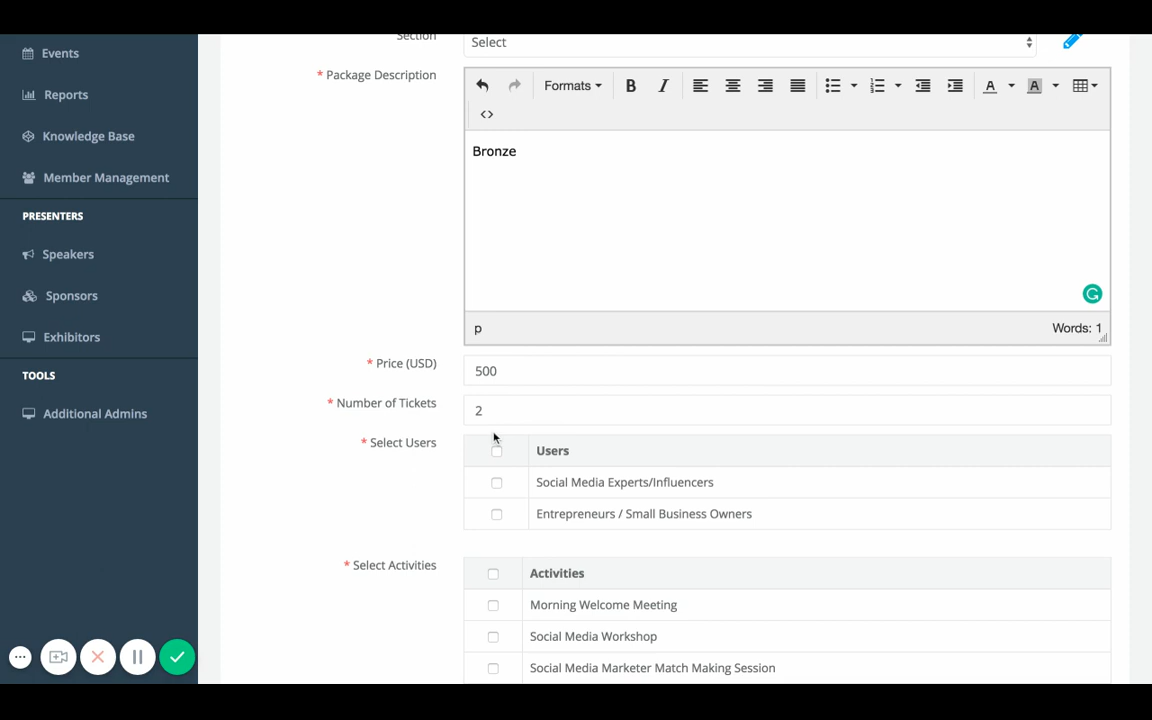 Section
Select
Events
Reports
Knowledge Base
Member Management
PRESENTERS
Speakers
Sponsors
Exhibitors
TOOLS
Additional Admins
* Package Description
Formats
B I A A
<>
Bronze
p
Words: 1
* Price (USD)
500
* Number of Tickets
2
* Select Users
Users
Social Media Experts/Influencers
Entrepreneurs / Small Business Owners
* Select Activities
Activities
Morning Welcome Meeting
Social Media Workshop
Social Media Marketer Match Making Session